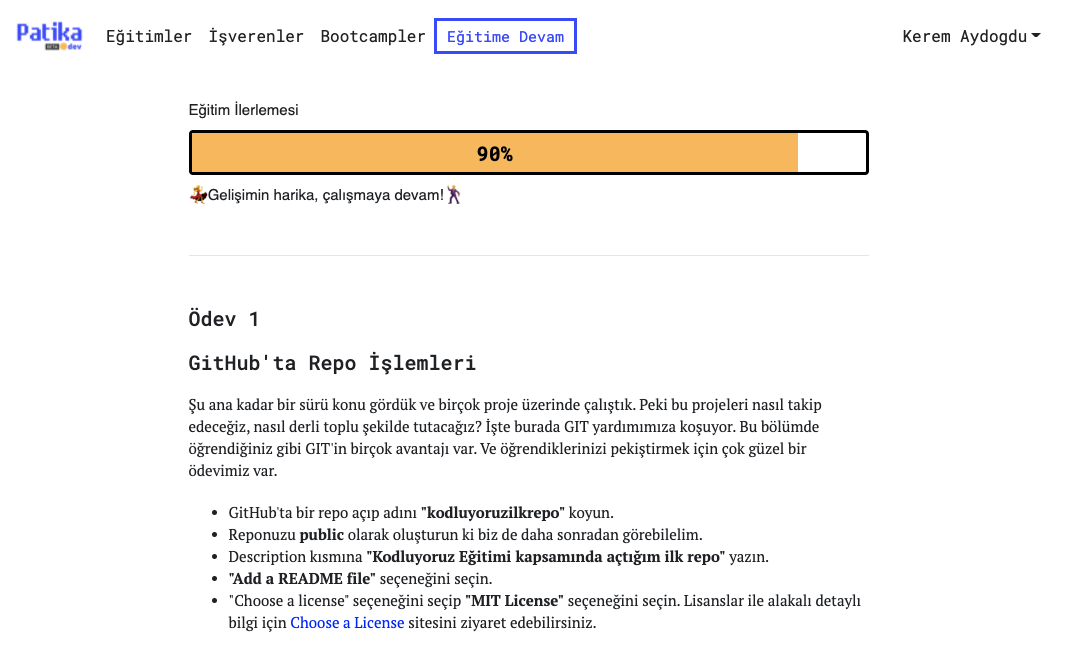 Patika
BETA dev
Eğitimler İşverenler Bootcampler Eğitime Devam Kerem Aydogdu
Eğitim İlerlemesi
90%
💃Gelişimin harika, çalışmaya devam!🕺
Ödev 1
GitHub'ta Repo İşlemleri
Şu ana kadar bir sürü konu gördük ve birçok proje üzerinde çalıştık. Peki bu projeleri nasıl takip
edeceğiz, nasıl derli toplu şekilde tutacağız? İşte burada GIT yardımımıza koşuyor. Bu bölümde
öğrendiğiniz gibi GIT'in birçok avantajı var. Ve öğrendiklerinizi pekiştirmek için çok güzel bir
ödevimiz var.
• GitHub'ta bir repo açıp adını "kodluyoruzilkrepo" koyun.
• Reponuzu public olarak oluşturun ki biz de daha sonradan görebilelim.
• Description kısmına "Kodluyoruz Eğitimi kapsamında açtığım ilk repo" yazın.
• "Add a README file" seçeneğini seçin.
• "Choose a license" seçeneğini seçip "MIT License" seçeneğini seçin. Lisanslar ile alakalı detaylı
bilgi için Choose a License sitesini ziyaret edebilirsiniz.